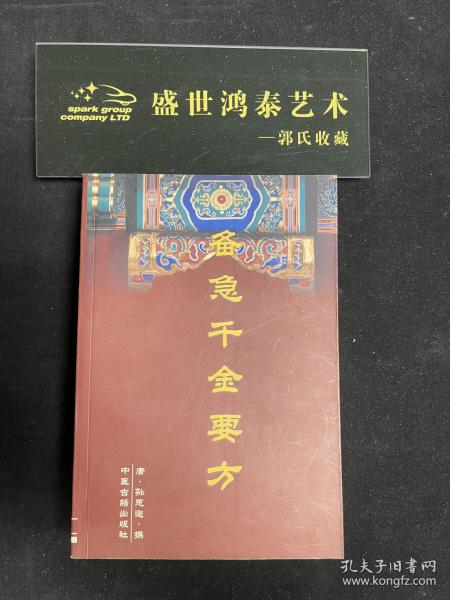 spark group
company LTD
盛世鸿泰艺术
—郭氏收藏
备急千金要方
唐·孙思邈·撰
中医古籍出版社
孔夫子旧书网
www.kongfz.com